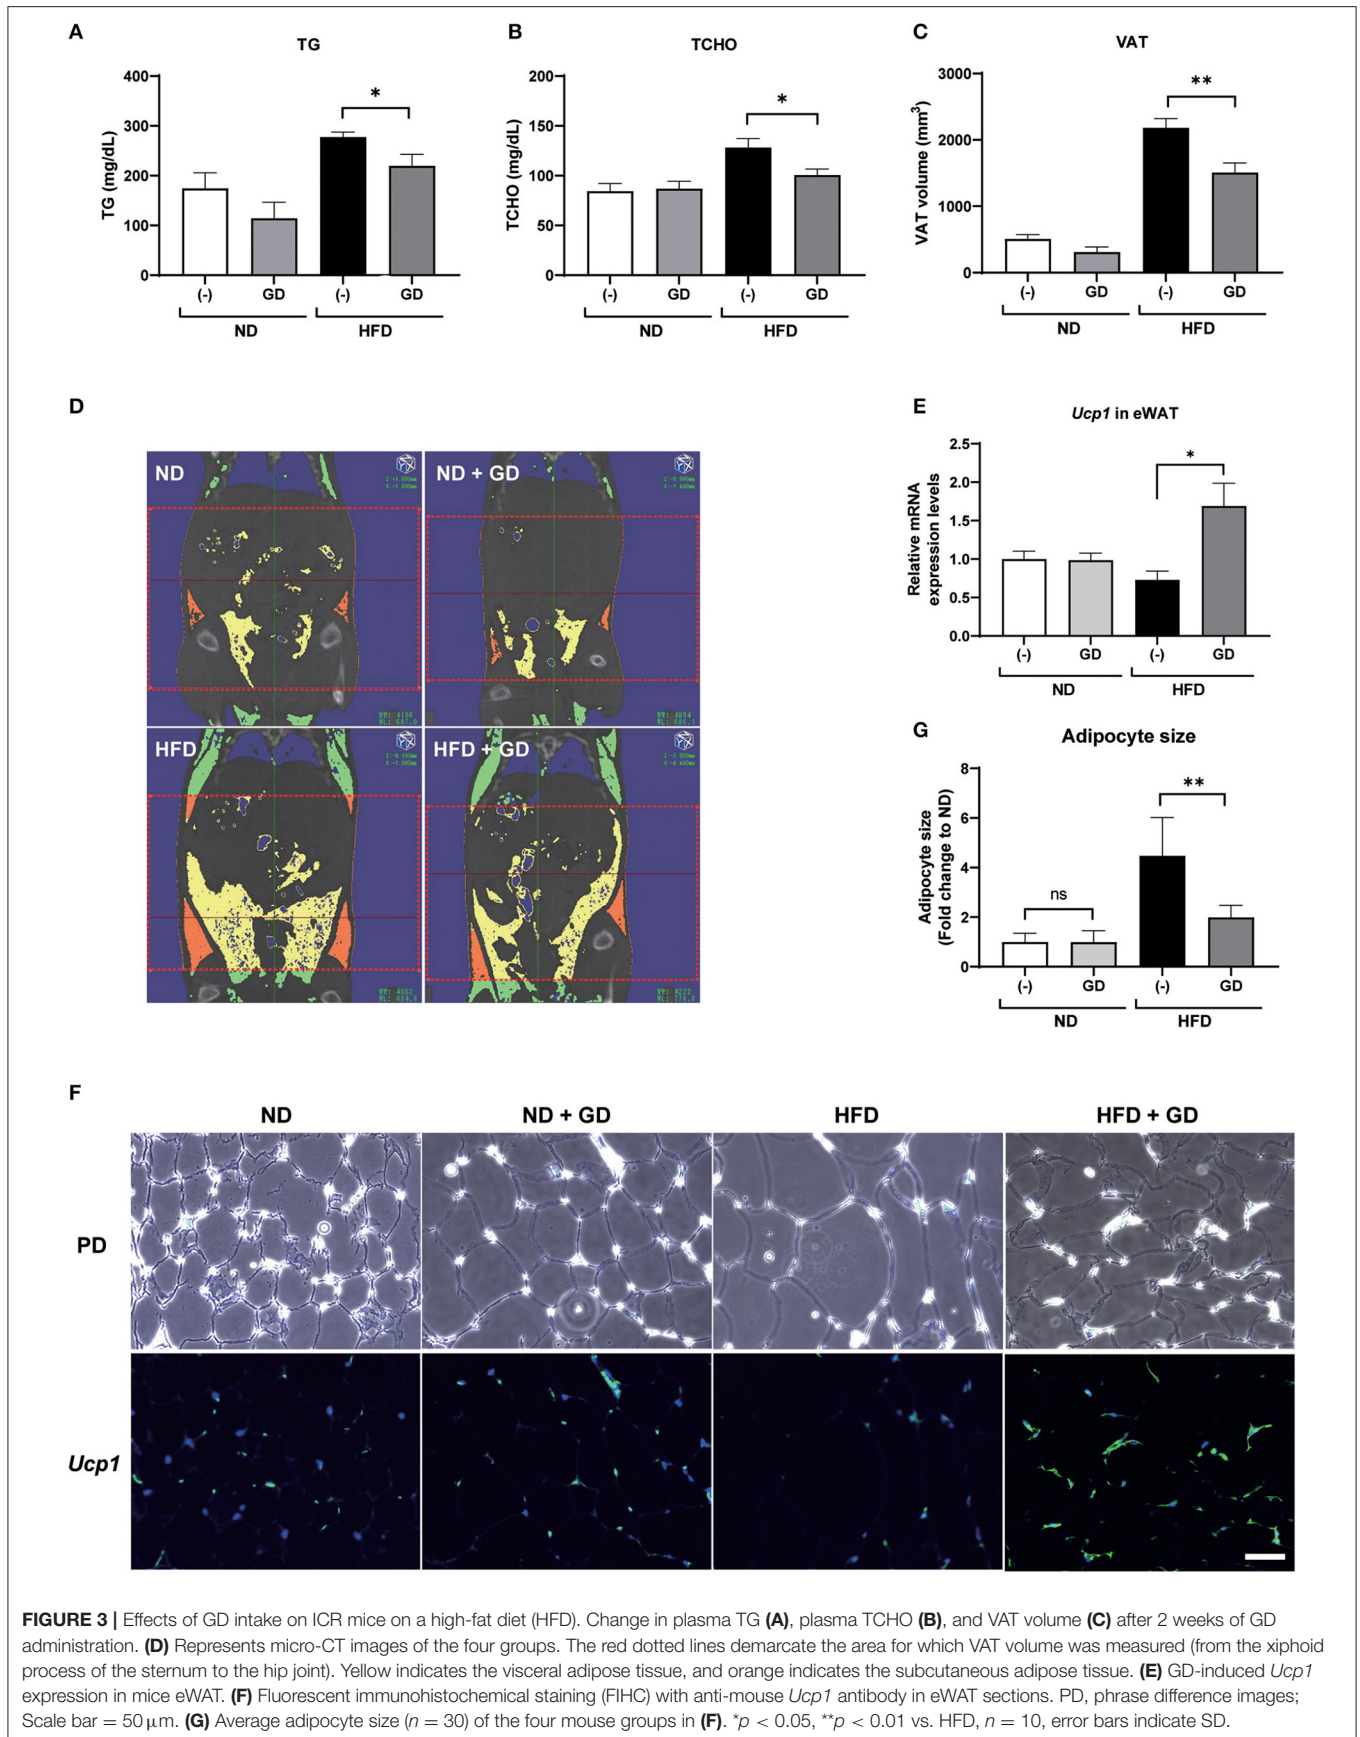 A
TG
TG (mg/dL)
400
300
200
100
0
*
(-) GD (-) GD
ND HFD
B
TCHO
TCHO (mg/dL)
200
150
100
50
0
*
(-) GD (-) GD
ND HFD
C
VAT
VAT volume (mm³)
3000
2000
1000
0
**
(-) GD (-) GD
ND HFD
D
ND
ND + GD
HFD
HFD + GD
E
Ucp1 in eWAT
Relative mRNA
expression levels
2.5
2.0
1.5
1.0
0.5
0.0
*
(-) GD (-) GD
ND HFD
G
Adipocyte size
Adipocyte size
(Fold change to ND)
8
6
4
2
0
ns
**
(-) GD (-) GD
ND HFD
F
ND ND + GD HFD HFD + GD
PD
Ucp1
FIGURE 3 | Effects of GD intake on ICR mice on a high-fat diet (HFD). Change in plasma TG (A), plasma TCHO (B), and VAT volume (C) after 2 weeks of GD
administration. (D) Represents micro-CT images of the four groups. The red dotted lines demarcate the area for which VAT volume was measured (from the xiphoid
process of the sternum to the hip joint). Yellow indicates the visceral adipose tissue, and orange indicates the subcutaneous adipose tissue. (E) GD-induced Ucp1
expression in mice eWAT. (F) Fluorescent immunohistochemical staining (FIHC) with anti-mouse Ucp1 antibody in eWAT sections. PD, phrase difference images;
Scale bar = 50 μm. (G) Average adipocyte size (n = 30) of the four mouse groups in (F). *p < 0.05, **p < 0.01 vs. HFD, n = 10, error bars indicate SD.